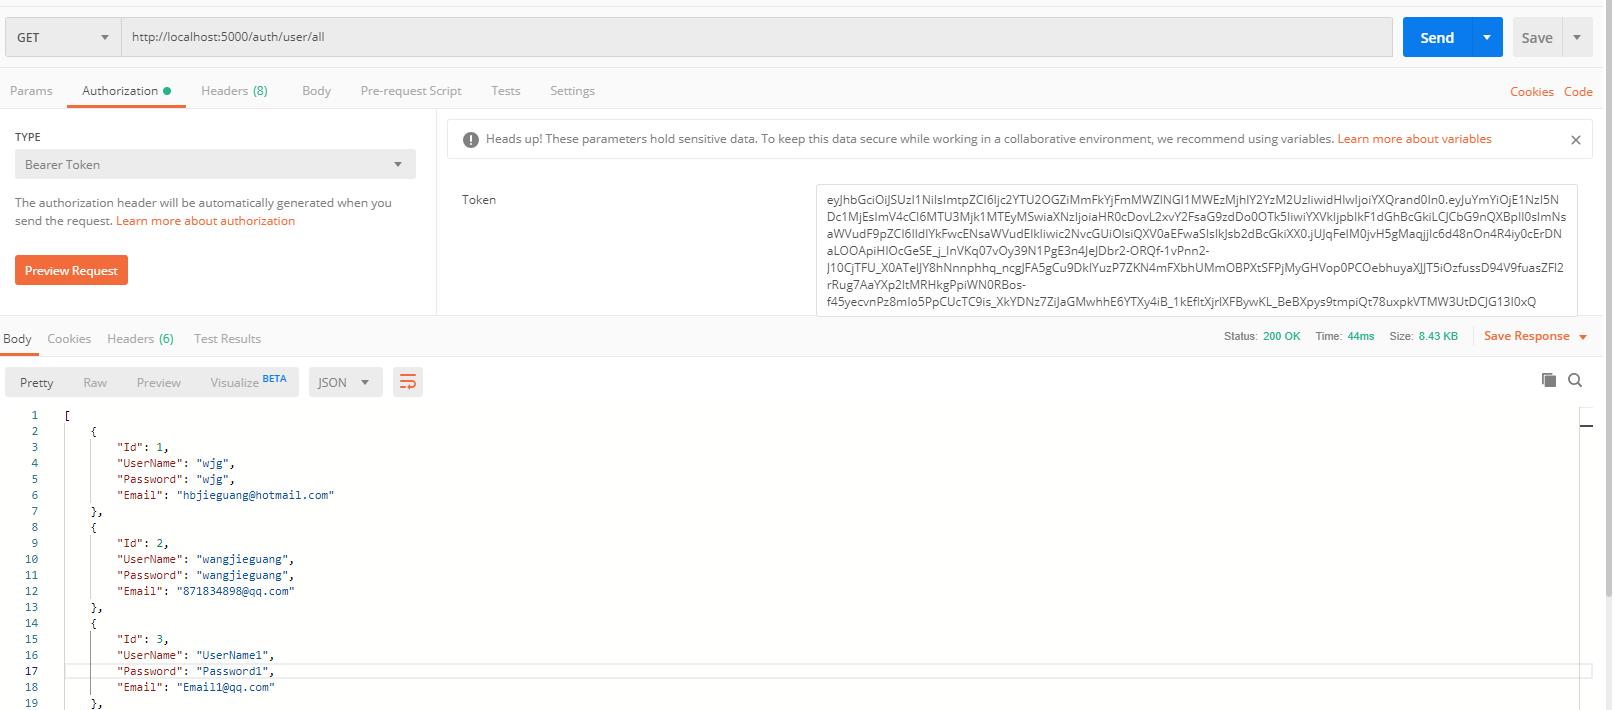 GET
http://localhost:5000/auth/user/all
Send
Save
Params
Authorization
Headers (8)
Body
Pre-request Script
Tests
Settings
Cookies
Code
TYPE
Bearer Token
The authorization header will be automatically generated when you
send the request. Learn more about authorization
Preview Request
Heads up! These parameters hold sensitive data. To keep this data secure while working in a collaborative environment, we recommend using variables. Learn more about variables
Token
Body
Cookies
Headers (6)
Test Results
Status: 200 OK
Time: 44ms
Size: 8.43 KB
Save Response
Pretty
Raw
Preview
Visualize BETA
JSON
1 [
2 {
3 "Id": 1,
4 "UserName": "wjg",
5 "Password": "wjg",
6 "Email": "hbjieguang@hotmail.com"
7 },
8 {
9 "Id": 2,
10 "UserName": "wangjieguang",
11 "Password": "wangjieguang",
12 "Email": "871834898@qq.com"
13 },
14 {
15 "Id": 3,
16 "UserName": "UserName1",
17 "Password": "Password1",
18 "Email": "Email1@qq.com"
19 },